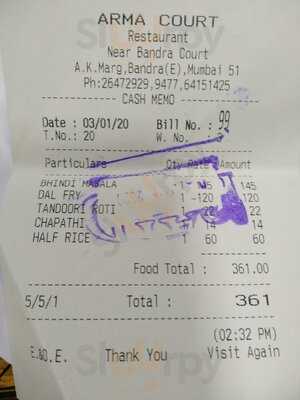 ARMA COURT
Restaurant
Near Bandra Court
A.K.Marg,Bandra(E),Mumbai 51
Ph:26472929,9477,64151425
CASH MEMO
Date : 03/01/20 Bill No. : 99
T.No.: 20 W. No. :
Particulars Qty Rate Amount
BHINDI MASALA 1 145 145
DAL FRY 1 120 120
TANDOORI ROTI 22
CHAPATHI 14 14
HALF RICE 1 60 60
Food Total : 361.00
5/5/1 Total : 361
(02:32 PM)
E.&O.E. Thank You Visit Again